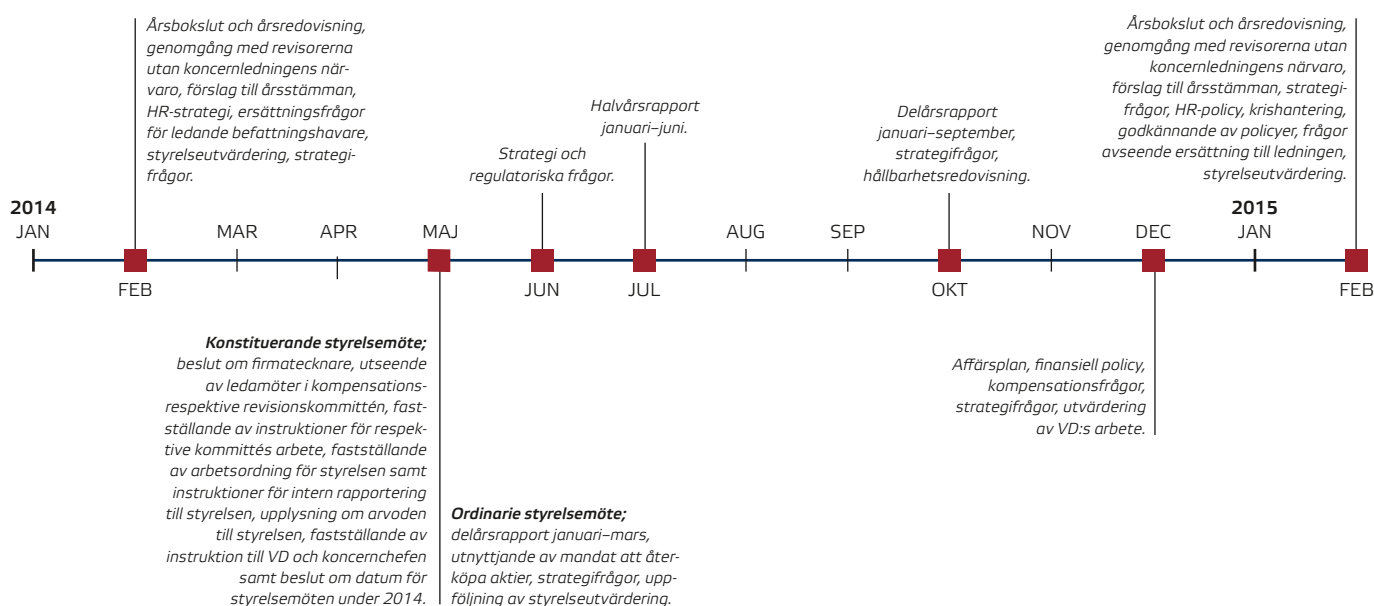 Årsbokslut och årsredovisning,
genomgång med revisorerna
utan koncernledningens när-
varo, förslag till årsstämman,
HR-strategi, ersättningsfrågor
för ledande befattningshavare,
styrelseutvärdering, strategi-
frågor.
Strategi och
regulatoriska frågor.
Halvårsrapport
januari–juni.
Delårsrapport
januari–september,
strategifrågor,
hållbarhetsredovisning.
Årsbokslut och årsredovisning,
genomgång med revisorerna utan
koncernledningens närvaro,
förslag till årsstämman, strategi-
frågor, HR-policy, krishantering,
godkännande av policyer, frågor
avseende ersättning till ledningen,
styrelseutvärdering.
2014
JAN
FEB
MAR
APR
MAJ
JUN
JUL
AUG
SEP
OKT
NOV
DEC
2015
JAN
FEB
Konstituerande styrelsemöte;
beslut om firmatecknare, utseende
av ledamöter i kompensations-
respektive revisionskommittén, fast-
ställande av instruktioner för respek-
tive kommittés arbete, fastställande
av arbetsordning för styrelsen samt
instruktioner för intern rapportering
till styrelsen, upplysning om arvoden
till styrelsen, fastställande av
instruktion till VD och koncernchefen
samt beslut om datum för
styrelsemöten under 2014.
Ordinarie styrelsemöte;
delårsrapport januari–mars,
utnyttjande av mandat att åter-
köpa aktier, strategifrågor, upp-
följning av styrelseutvärdering.
Affärsplan, finansiell policy,
kompensationsfrågor,
strategifrågor, utvärdering
av VD:s arbete.